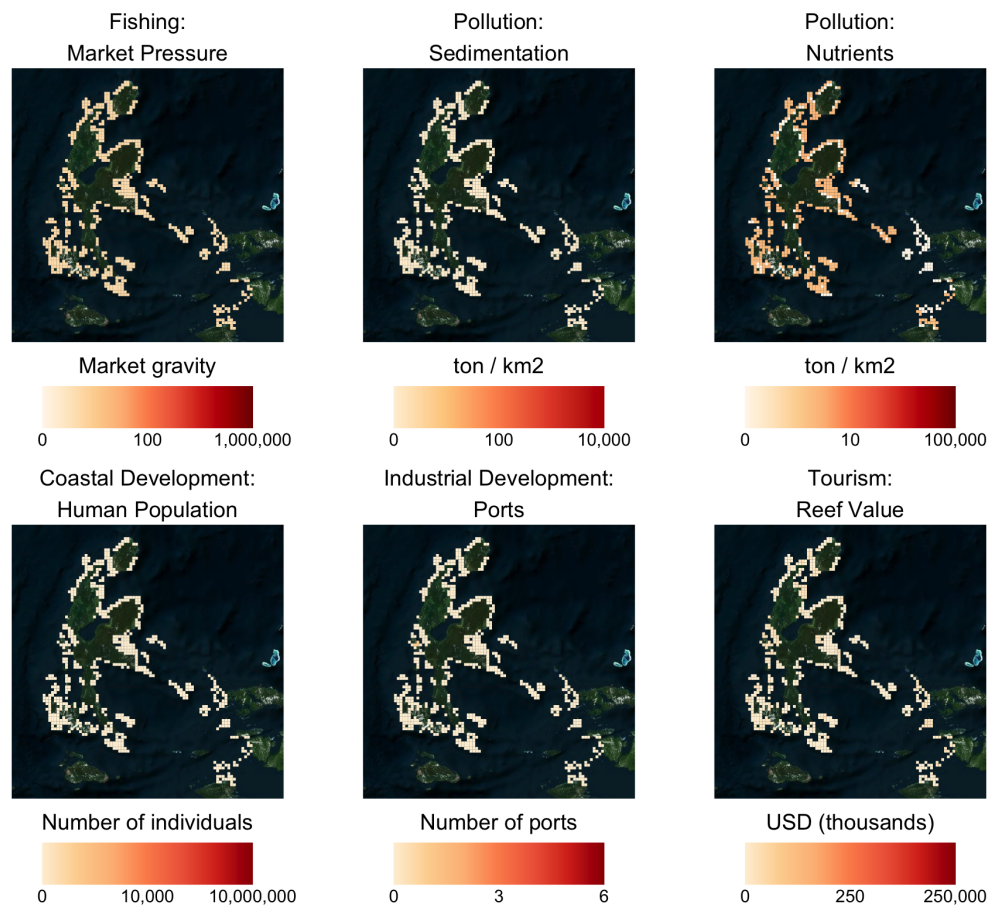 Fishing:
Market Pressure
Pollution:
Sedimentation
Pollution:
Nutrients
Market gravity
0 100 1,000,000
ton / km2
0 100 10,000
ton / km2
0 10 100,000
Coastal Development:
Human Population
Industrial Development:
Ports
Tourism:
Reef Value
Number of individuals
0 10,000 10,000,000
Number of ports
0 3 6
USD (thousands)
0 250 250,000